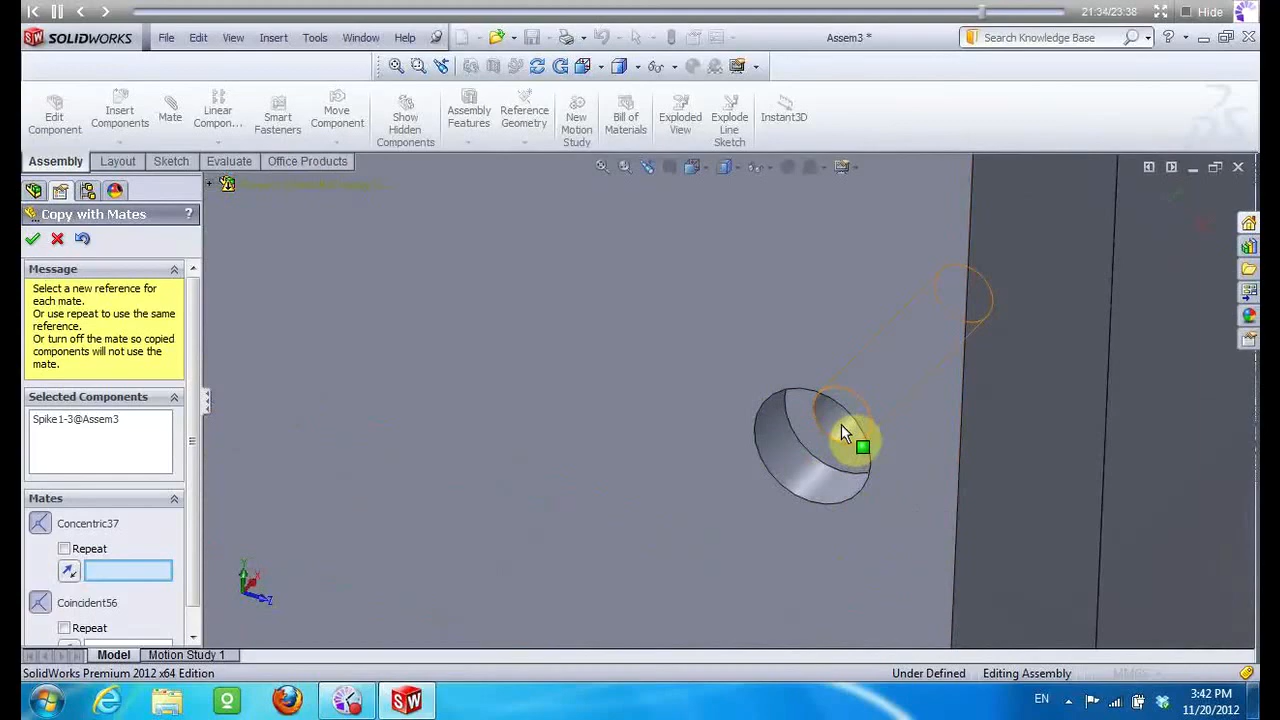 21:34/23:38
Hide
SOLIDWORKS
File Edit View Insert Tools Window Help
Assem3 *
Search Knowledge Base
Edit Component
Insert Components
Mate
Linear Compon...
Smart Fasteners
Move Component
Show Hidden Components
Assembly Features
Reference Geometry
New Motion Study
Bill of Materials
Exploded View
Explode Line Sketch
Instant3D
Assembly Layout Sketch Evaluate Office Products
Copy with Mates
?
Message
Select a new reference for
each mate.
Or use repeat to use the same
reference.
Or turn off the mate so copied
components will not use the
mate.
Selected Components
Spike1-3@Assem3
Mates
Concentric37
Repeat
Coincident56
Repeat
Y
X
Z
Model Motion Study 1
SolidWorks Premium 2012 x64 Edition
Under Defined
Editing Assembly
MMGS
EN
3:42 PM
11/20/2012